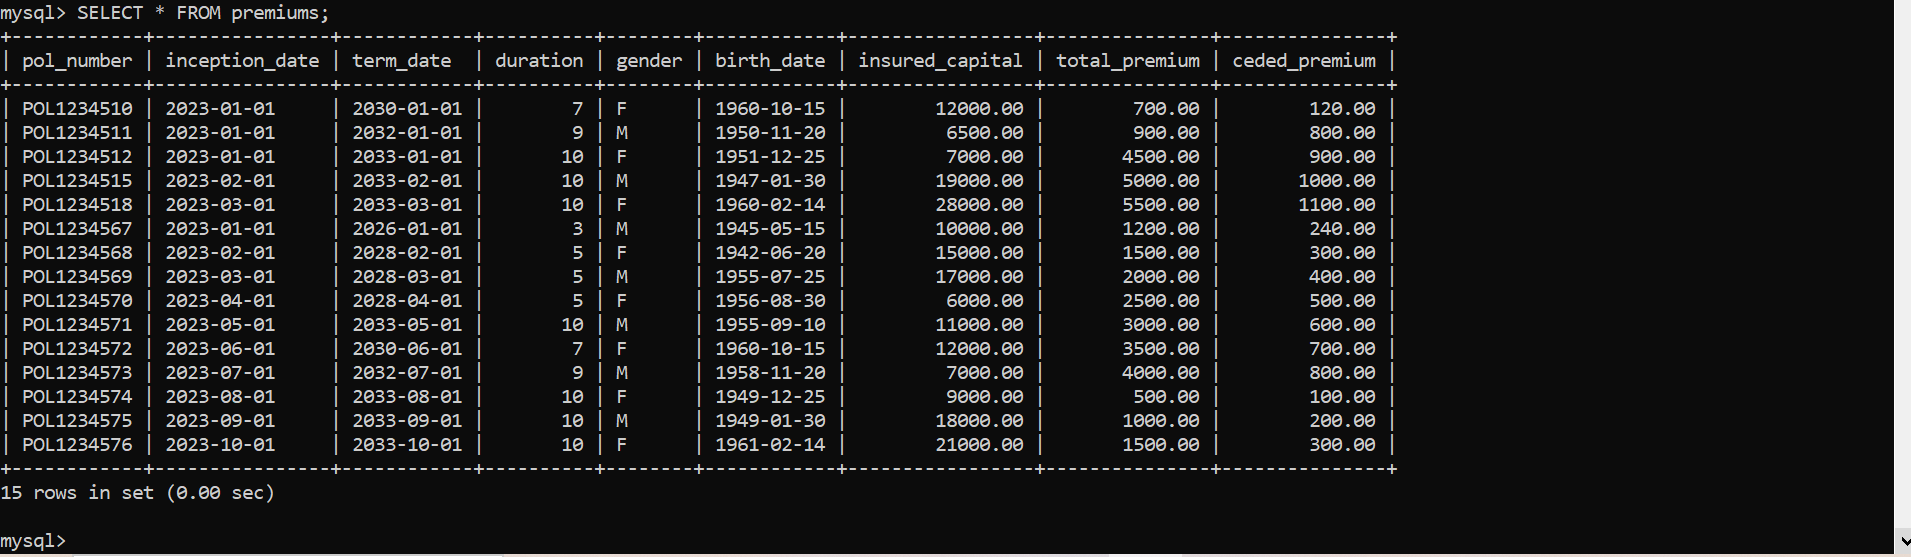 mysql> SELECT * FROM premiums;
+------------+----------------+------------+----------+--------+------------+-----------------+---------------+---------------+
| pol_number | inception_date | term_date  | duration | gender | birth_date | insured_capital | total_premium | ceded_premium |
+------------+----------------+------------+----------+--------+------------+-----------------+---------------+---------------+
| POL1234510 | 2023-01-01     | 2030-01-01 |        7 | F      | 1960-10-15 |        12000.00 |        700.00 |        120.00 |
| POL1234511 | 2023-01-01     | 2032-01-01 |        9 | M      | 1950-11-20 |         6500.00 |        900.00 |        800.00 |
| POL1234512 | 2023-01-01     | 2033-01-01 |       10 | F      | 1951-12-25 |         7000.00 |       4500.00 |        900.00 |
| POL1234515 | 2023-02-01     | 2033-02-01 |       10 | M      | 1947-01-30 |        19000.00 |       5000.00 |       1000.00 |
| POL1234518 | 2023-03-01     | 2033-03-01 |       10 | F      | 1960-02-14 |        28000.00 |       5500.00 |       1100.00 |
| POL1234567 | 2023-01-01     | 2026-01-01 |        3 | M      | 1945-05-15 |        10000.00 |       1200.00 |        240.00 |
| POL1234568 | 2023-02-01     | 2028-02-01 |        5 | F      | 1942-06-20 |        15000.00 |       1500.00 |        300.00 |
| POL1234569 | 2023-03-01     | 2028-03-01 |        5 | M      | 1955-07-25 |        17000.00 |       2000.00 |        400.00 |
| POL1234570 | 2023-04-01     | 2028-04-01 |        5 | F      | 1956-08-30 |         6000.00 |       2500.00 |        500.00 |
| POL1234571 | 2023-05-01     | 2033-05-01 |       10 | M      | 1955-09-10 |        11000.00 |       3000.00 |        600.00 |
| POL1234572 | 2023-06-01     | 2030-06-01 |        7 | F      | 1960-10-15 |        12000.00 |       3500.00 |        700.00 |
| POL1234573 | 2023-07-01     | 2032-07-01 |        9 | M      | 1958-11-20 |         7000.00 |       4000.00 |        800.00 |
| POL1234574 | 2023-08-01     | 2033-08-01 |       10 | F      | 1949-12-25 |         9000.00 |        500.00 |        100.00 |
| POL1234575 | 2023-09-01     | 2033-09-01 |       10 | M      | 1949-01-30 |        18000.00 |       1000.00 |        200.00 |
| POL1234576 | 2023-10-01     | 2033-10-01 |       10 | F      | 1961-02-14 |        21000.00 |       1500.00 |        300.00 |
+------------+----------------+------------+----------+--------+------------+-----------------+---------------+---------------+
15 rows in set (0.00 sec)
mysql>